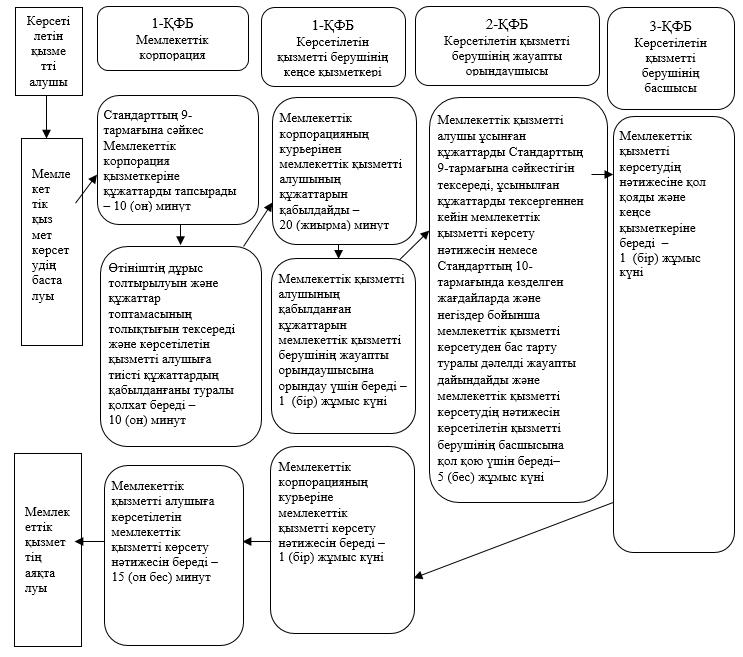 Көрсеті
летін
қызме
тті
алушы
1-ҚФБ
Мемлекеттік
корпорация
1-ҚФБ
Көрсетілетін
қызметті берушінің
кеңсе қызметкері
2-ҚФБ
Көрсетілетін қызметті
берушінің жауапты
орындаушысы
3-ҚФБ
Көрсетілетін
қызметті
берушінің
басшысы
Мемле
кет
тік
қыз
мет
көрсет
удің
баста
луы
Стандарттың 9-
тармағына сәйкес
Мемлекеттік
корпорация
қызметкеріне
құжаттарды тапсырады
– 10 (он) минут
Өтініштің дұрыс
толтырылуын және
құжаттар
топтамасының
толықтығын тексереді
және көрсетілетін
қызметті алушыға
тиісті құжаттардың
қабылданғаны туралы
қолхат береді –
10 (он) минут
Мемлекеттік
корпорацияның
курьерінен
мемлекеттік қызметті
алушының
құжаттарын
қабылдайды –
20 (жиырма) минут
Мемлекеттік қызметті
алушының
қабылданған
құжаттарын
мемлекеттік қызметті
берушінің жауапты
орындаушысына
орындау үшін береді –
1 (бір) жұмыс күні
Мемлекеттік қызметті
алушы ұсынған
құжаттарды Стандарттың
9-тармағына сәйкестігін
тексереді, ұсынылған
құжаттарды тексергеннен
кейін мемлекеттік
қызметті көрсету
нәтижесін немесе
Стандарттың 10-
тармағында көзделген
жағдайларда және
негіздер бойынша
мемлекеттік қызметті
көрсетуден бас тарту
туралы дәлелді жауапты
дайындайды және
мемлекеттік қызметті
көрсетудің нәтижесін
көрсетілетін қызметті
берушінің басшысына
қол қою үшін береді–
5 (бес) жұмыс күні
Мемлекеттік
қызметті
көрсетудің
нәтижесіне қол
қояды және
кеңсе
қызметкеріне
береді –
1 (бір) жұмыс
күні
Мемлек
еттік
қызмет
тің
аяқта
луы
Мемлекеттік
қызметті алушыға
көрсетілетін
мемлекеттік
қызметті көрсету
нәтижесін береді –
15 (он бес) минут
Мемлекеттік
корпорацияның
курьеріне
мемлекеттік
қызметті көрсету
нәтижесін береді –
1 (бір) жұмыс күні